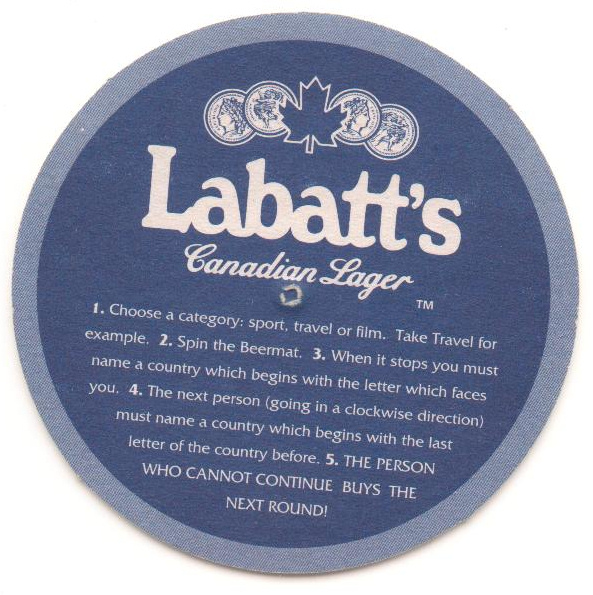 Labatt's
Canadian Lager
TM
1. Choose a category: sport, travel or film. Take Travel for
example. 2. Spin the Beermat. 3. When it stops you must
name a country which begins with the letter which faces
you. 4. The next person (going in a clockwise direction)
must name a country which begins with the last
letter of the country before. 5. THE PERSON
WHO CANNOT CONTINUE BUYS THE
NEXT ROUND!